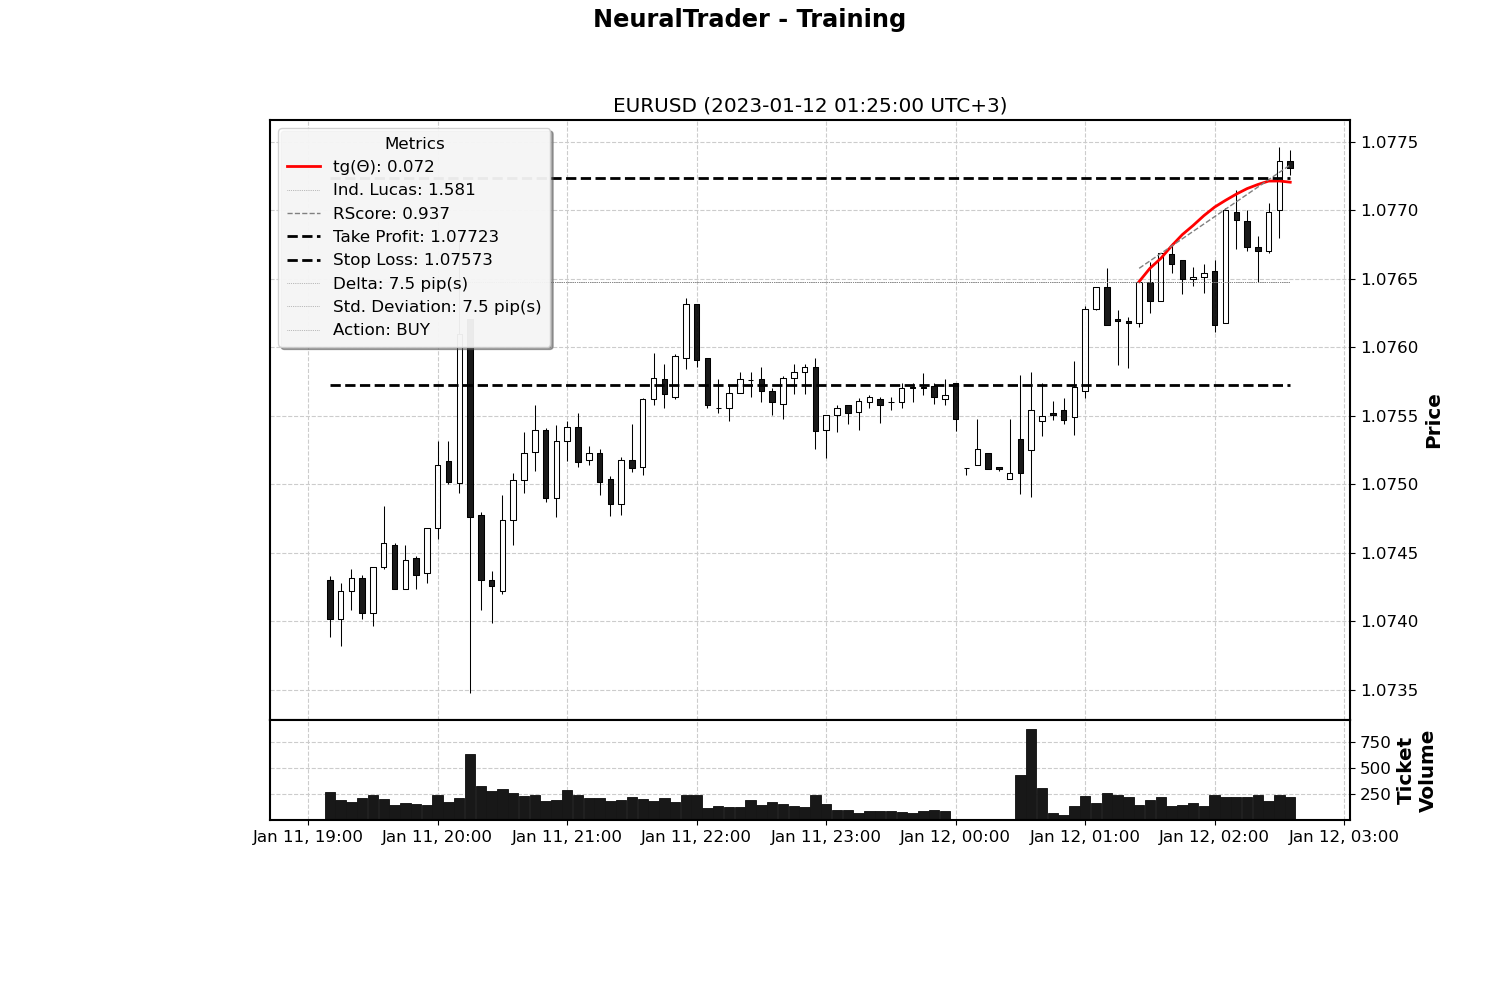 NeuralTrader - Training
EURUSD (2023-01-12 01:25:00 UTC+3)
Metrics
tg(Θ): 0.072
Ind. Lucas: 1.581
RScore: 0.937
Take Profit: 1.07723
Stop Loss: 1.07573
Delta: 7.5 pip(s)
Std. Deviation: 7.5 pip(s)
Action: BUY
1.0775
1.0770
1.0765
1.0760
1.0755
1.0750
1.0745
1.0740
1.0735
Price
750
500
250
Ticket
Volume
Jan 11, 19:00
Jan 11, 20:00
Jan 11, 21:00
Jan 11, 22:00
Jan 11, 23:00
Jan 12, 00:00
Jan 12, 01:00
Jan 12, 02:00
Jan 12, 03:00